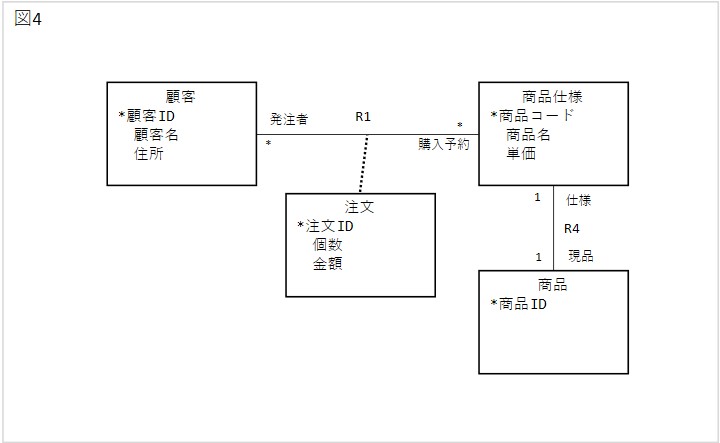 図4
顧客
*顧客ID
顧客名
住所
発注者
R1
*
*
購入予約
商品仕様
*商品コード
商品名
単価
注文
*注文ID
個数
金額
1
仕様
R4
1
現品
商品
*商品ID